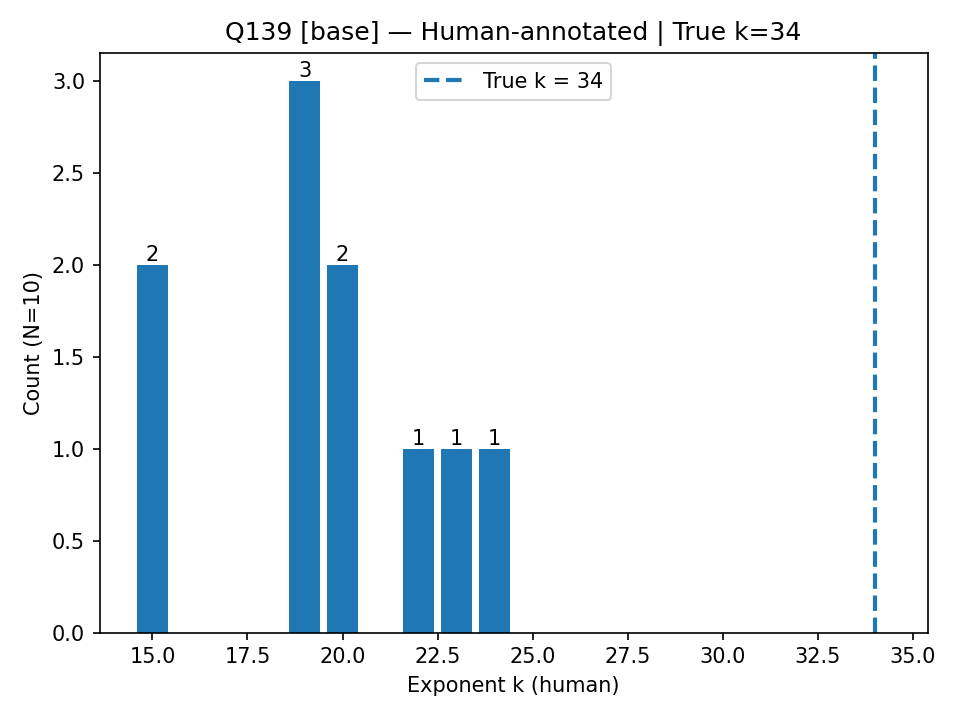 Q139 [base] — Human-annotated | True k=34
True k = 34
3
2
2
1
1
1
3.0
2.5
2.0
1.5
1.0
0.5
0.0
Count (N=10)
15.0 17.5 20.0 22.5 25.0 27.5 30.0 32.5 35.0
Exponent k (human)